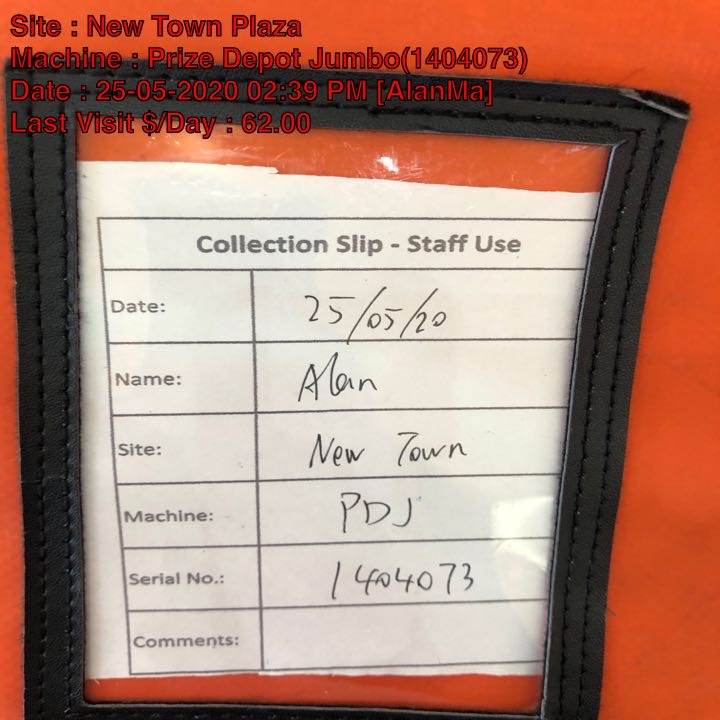 Site : New Town Plaza
Machine : Prize Depot Jumbo(1404073)
Date : 25-05-2020 02:39 PM [AlanMa]
Last Visit $/Day : 62.00
Collection Slip - Staff Use
Date: 25/05/20
Name: Alan
Site: New Town
Machine: PDJ
Serial No.: 1404073
Comments: